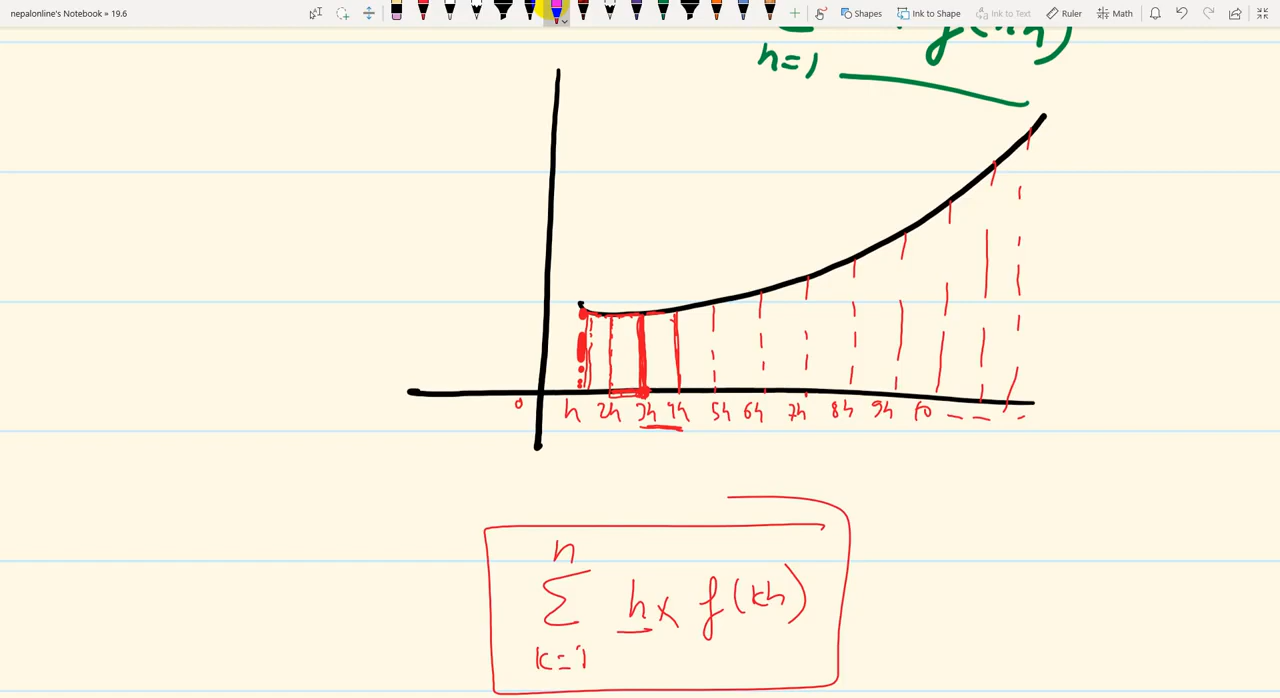 nepalonline's Notebook » 19.6
Shapes Ink to Shape Ink to Text Ruler Math
n=1
0 h 2h 3h 4h 5h 6h 7h 8h 9h 10 _ _ -
n
∑ h x f(kh)
k=1